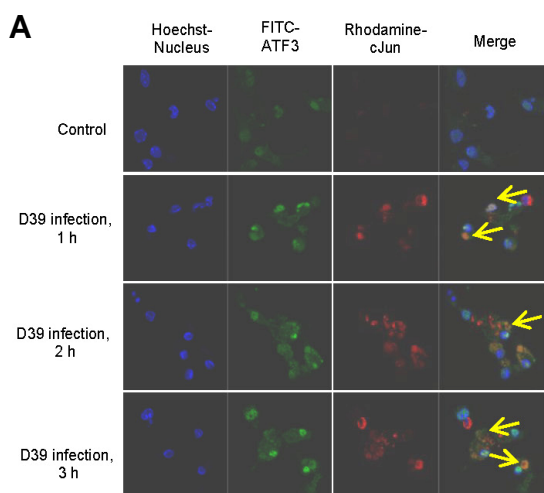 A
Hoechst-
Nucleus
FITC-
ATF3
Rhodamine-
cJun
Merge
Control
D39 infection,
1 h
D39 infection,
2 h
D39 infection,
3 h